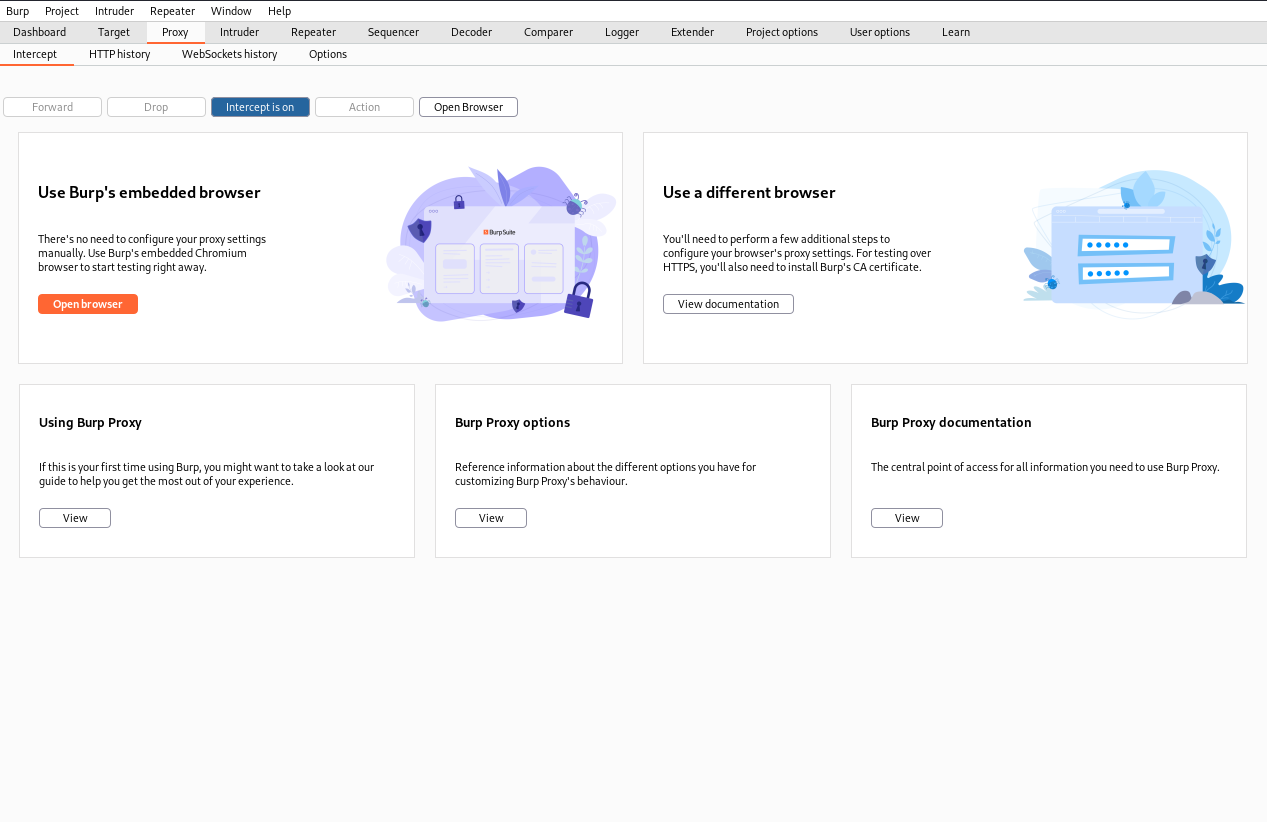 Burp Project Intruder Repeater Window Help
Dashboard Target Proxy Intruder Repeater Sequencer Decoder Comparer Logger Extender Project options User options Learn
Intercept HTTP history WebSockets history Options
Forward Drop Intercept is on Action Open Browser
Use Burp's embedded browser
There's no need to configure your proxy settings
manually. Use Burp's embedded Chromium
browser to start testing right away.
Open browser
BurpSuite
Use a different browser
You'll need to perform a few additional steps to
configure your browser's proxy settings. For testing over
HTTPS, you'll also need to install Burp's CA certificate.
View documentation
Using Burp Proxy
If this is your first time using Burp, you might want to take a look at our
guide to help you get the most out of your experience.
View
Burp Proxy options
Reference information about the different options you have for
customizing Burp Proxy's behaviour.
View
Burp Proxy documentation
The central point of access for all information you need to use Burp Proxy.
View